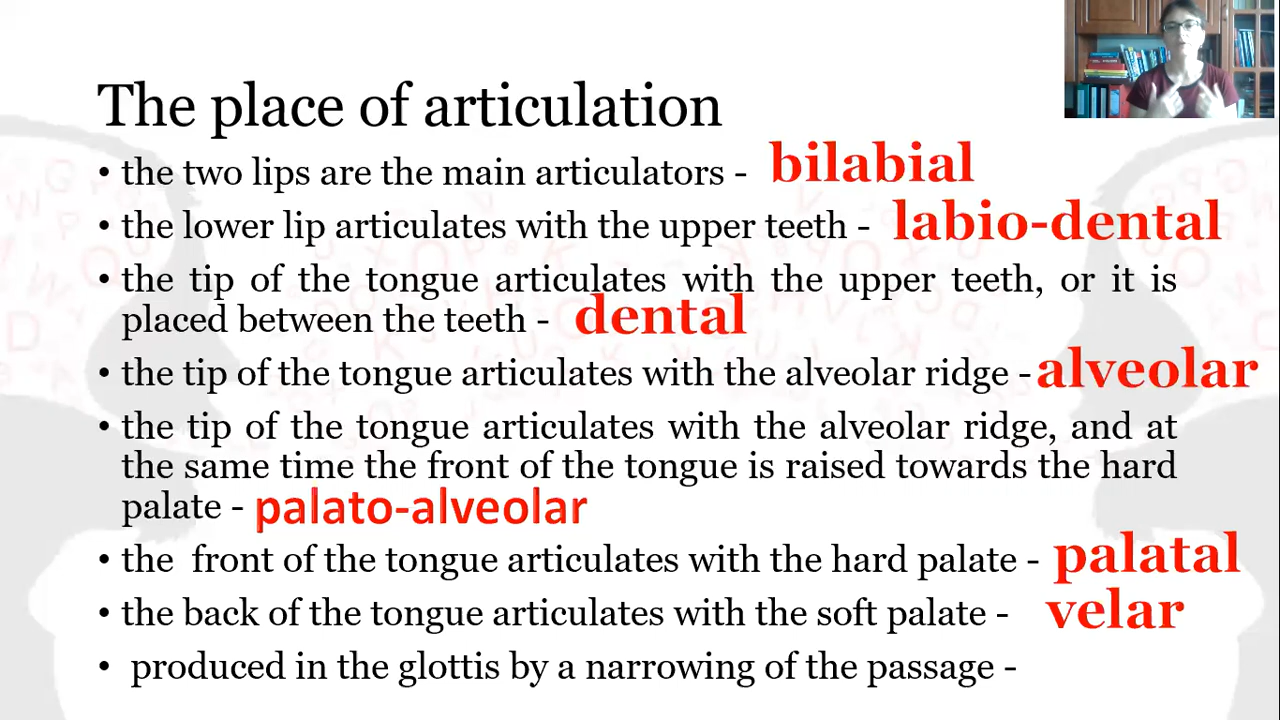 The place of articulation
• the two lips are the main articulators - bilabial
• the lower lip articulates with the upper teeth - labio-dental
• the tip of the tongue articulates with the upper teeth, or it is
placed between the teeth - dental
• the tip of the tongue articulates with the alveolar ridge - alveolar
• the tip of the tongue articulates with the alveolar ridge, and at
the same time the front of the tongue is raised towards the hard
palate - palato-alveolar
• the front of the tongue articulates with the hard palate - palatal
• the back of the tongue articulates with the soft palate - velar
• produced in the glottis by a narrowing of the passage -